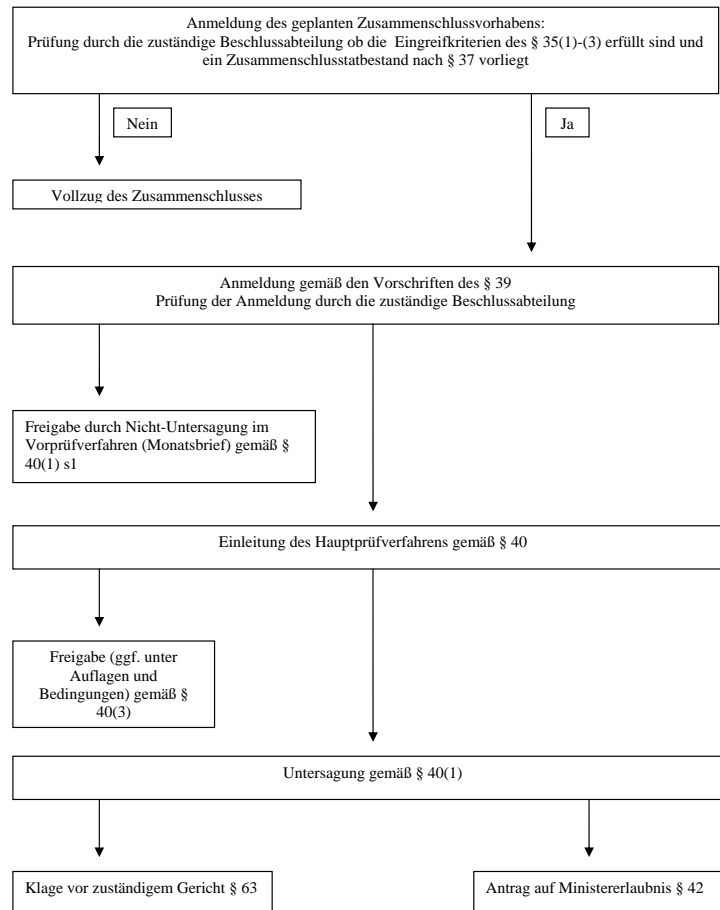 Anmeldung des geplanten Zusammenschlussvorhabens:
Prüfung durch die zuständige Beschlussabteilung ob die Eingreifkriterien des § 35(1)-(3) erfüllt sind und
ein Zusammenschlusstatbestand nach § 37 vorliegt
Nein
Ja
Vollzug des Zusammenschlusses
Anmeldung gemäß den Vorschriften des § 39
Prüfung der Anmeldung durch die zuständige Beschlussabteilung
Freigabe durch Nicht-Untersagung im
Vorprüfverfahren (Monatsbrief) gemäß §
40(1) s1
Einleitung des Hauptprüfverfahrens gemäß § 40
Freigabe (ggf. unter
Auflagen und
Bedingungen) gemäß §
40(3)
Untersagung gemäß § 40(1)
Klage vor zuständigem Gericht § 63
Antrag auf Ministererlaubnis § 42